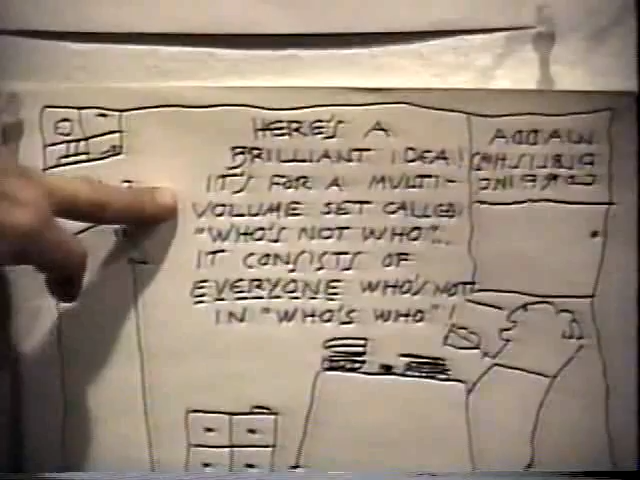 HERE'S A
BRILLIANT IDEA!
IT'S FOR A MULTI-
VOLUME SET CALLED
"WHO'S NOT WHO"...
IT CONSISTS OF
EVERYONE WHO'S NOT
IN "WHO'S WHO"!